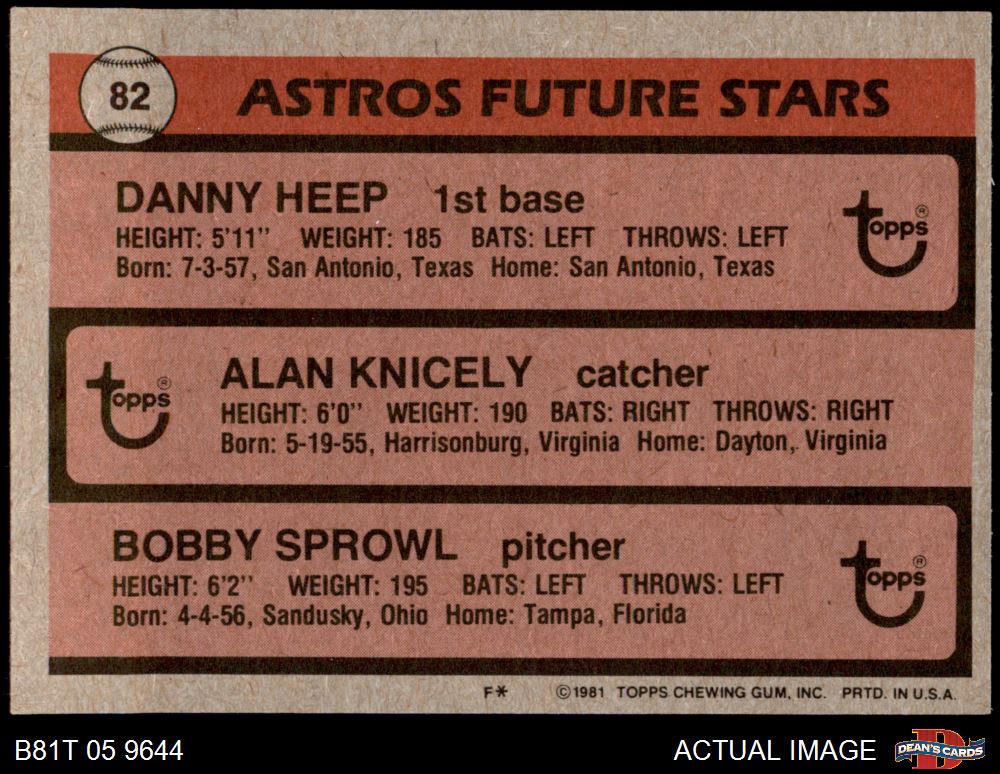 82
ASTROS FUTURE STARS
DANNY HEEP 1st base
HEIGHT: 5'11" WEIGHT: 185 BATS: LEFT THROWS: LEFT
Born: 7-3-57, San Antonio, Texas Home: San Antonio, Texas
topps®
ALAN KNICELY catcher
HEIGHT: 6'0" WEIGHT: 190 BATS: RIGHT THROWS: RIGHT
Born: 5-19-55, Harrisonburg, Virginia Home: Dayton, Virginia
topps®
BOBBY SPROWL pitcher
HEIGHT: 6'2" WEIGHT: 195 BATS: LEFT THROWS: LEFT
Born: 4-4-56, Sandusky, Ohio Home: Tampa, Florida
topps®
F* ©1981 TOPPS CHEWING GUM, INC. PRTD. IN U.S.A.
B81T 05 9644 ACTUAL IMAGE
D
DEAN'S CARDS